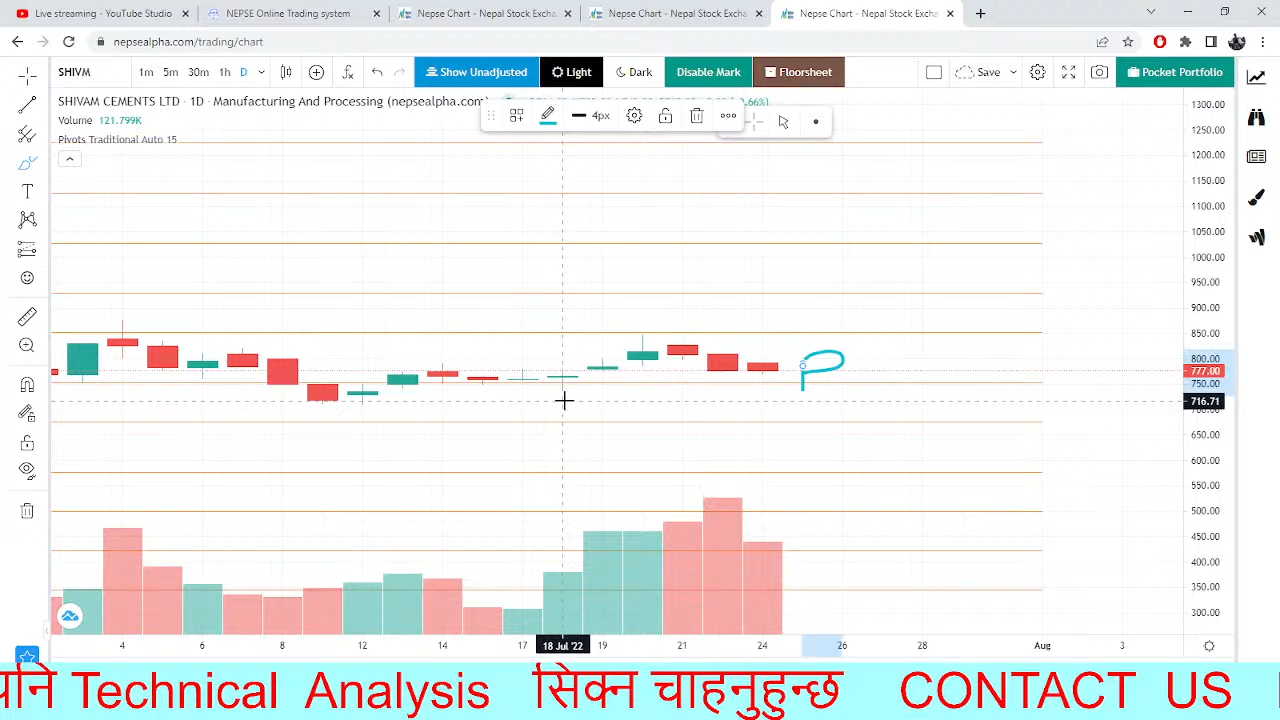 Live streaming - YouTube Studio
NEPSE Online Trading system
Nepse Chart - Nepal Stock Excha
Nepse Chart - Nepal Stock Excha
Nepse Chart - Nepal Stock Excha
nepsealpha.com/trading/chart
SHIVM 1m 5m 30m 1h D Show Unadjusted Light Dark Disable Mark Floorsheet Save Pocket Portfolio
SHIVAM CEMENTS LTD · 1D · Manufacturing And Processing (nepsealpha.com)
4px
Volume 121.799K
Pivots Traditional Auto 15
1300.00
1250.00
1200.00
1150.00
1100.00
1050.00
1000.00
950.00
900.00
850.00
800.00
777.00
750.00
716.71
650.00
600.00
550.00
500.00
450.00
400.00
350.00
300.00
P
4 6 8 12 14 17 18 Jul '22 19 21 24 26 28 Aug 3
Technical Analysis सिक्न चाहनुहुन्छ CONTACT US